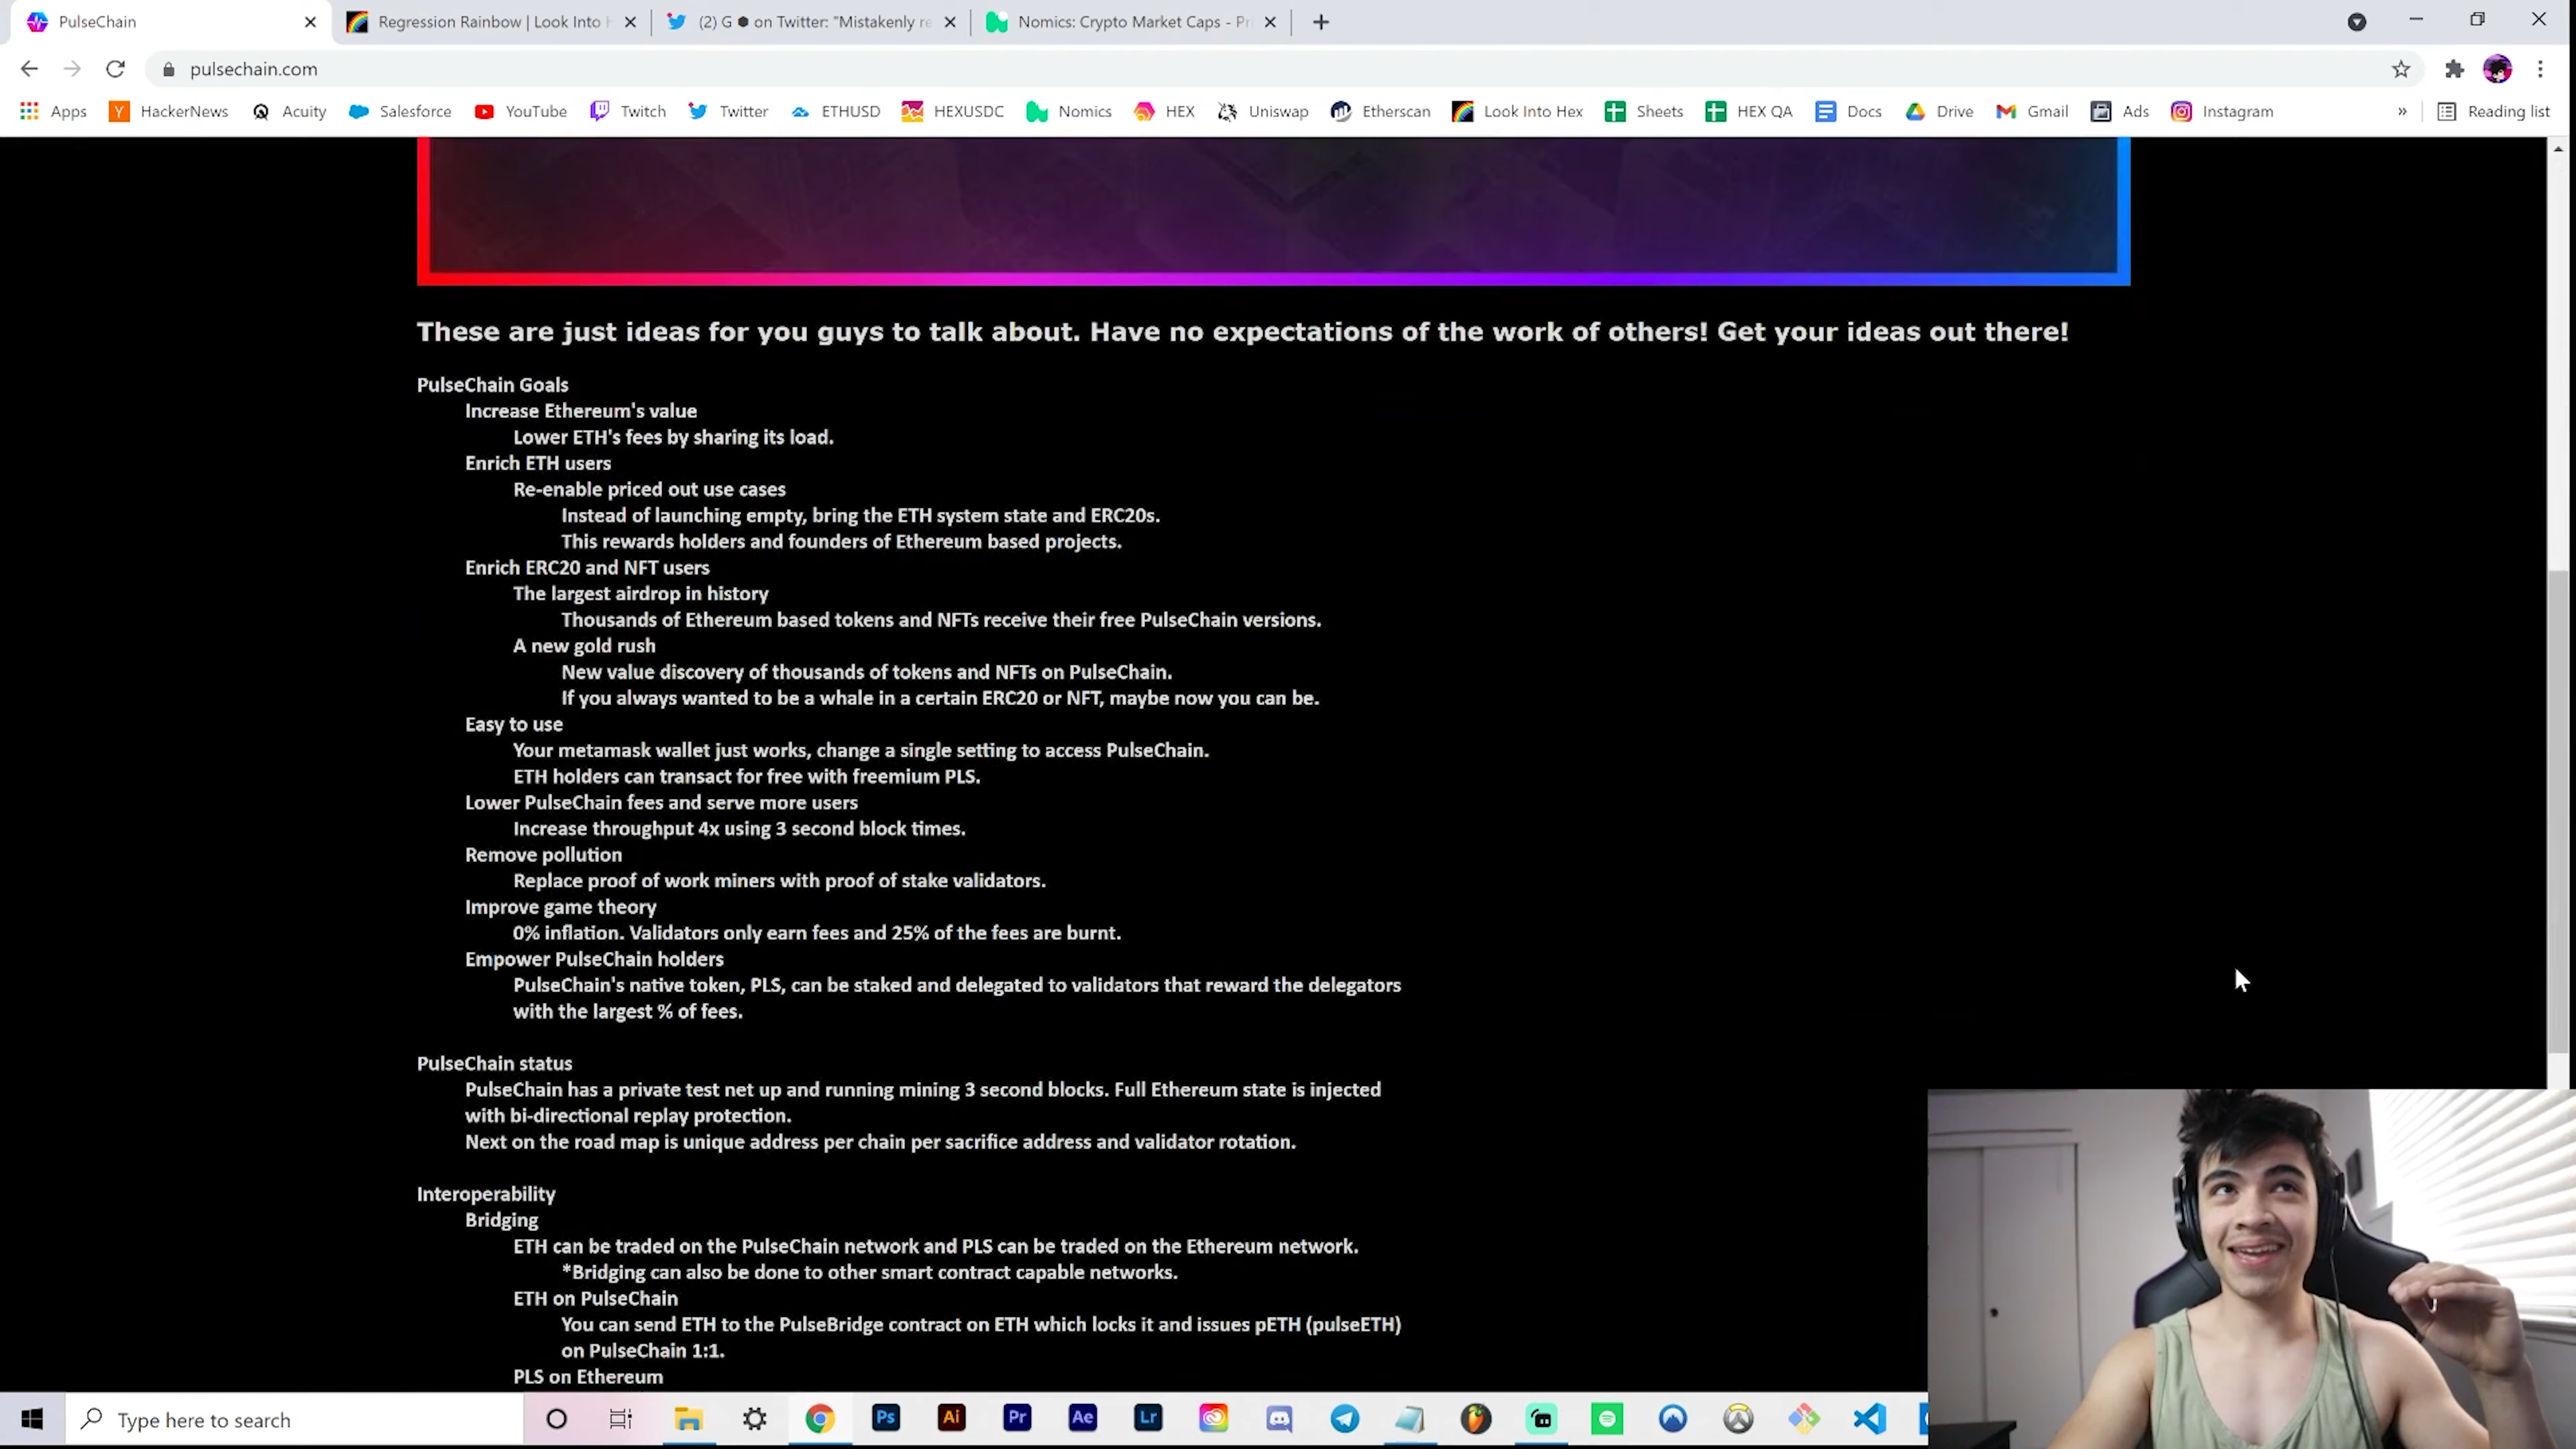 PulseChain
Regression Rainbow | Look Into H
(2) G ⬢ on Twitter: "Mistakenly re
Nomics: Crypto Market Caps - Pri
pulsechain.com
Apps
HackerNews
Acuity
Salesforce
YouTube
Twitch
Twitter
ETHUSD
HEXUSDC
Nomics
HEX
Uniswap
Etherscan
Look Into Hex
Sheets
HEX QA
Docs
Drive
Gmail
Ads
Instagram
»
Reading list
These are just ideas for you guys to talk about. Have no expectations of the work of others! Get your ideas out there!
PulseChain Goals
Increase Ethereum's value
Lower ETH's fees by sharing its load.
Enrich ETH users
Re-enable priced out use cases
Instead of launching empty, bring the ETH system state and ERC20s.
This rewards holders and founders of Ethereum based projects.
Enrich ERC20 and NFT users
The largest airdrop in history
Thousands of Ethereum based tokens and NFTs receive their free PulseChain versions.
A new gold rush
New value discovery of thousands of tokens and NFTs on PulseChain.
If you always wanted to be a whale in a certain ERC20 or NFT, maybe now you can be.
Easy to use
Your metamask wallet just works, change a single setting to access PulseChain.
ETH holders can transact for free with freemium PLS.
Lower PulseChain fees and serve more users
Increase throughput 4x using 3 second block times.
Remove pollution
Replace proof of work miners with proof of stake validators.
Improve game theory
0% inflation. Validators only earn fees and 25% of the fees are burnt.
Empower PulseChain holders
PulseChain's native token, PLS, can be staked and delegated to validators that reward the delegators
with the largest % of fees.
PulseChain status
PulseChain has a private test net up and running mining 3 second blocks. Full Ethereum state is injected
with bi-directional replay protection.
Next on the road map is unique address per chain per sacrifice address and validator rotation.
Interoperability
Bridging
ETH can be traded on the PulseChain network and PLS can be traded on the Ethereum network.
*Bridging can also be done to other smart contract capable networks.
ETH on PulseChain
You can send ETH to the PulseBridge contract on ETH which locks it and issues pETH (pulseETH)
on PulseChain 1:1.
PLS on Ethereum
Type here to search
Ps
Ai
Pr
Ae
Lr